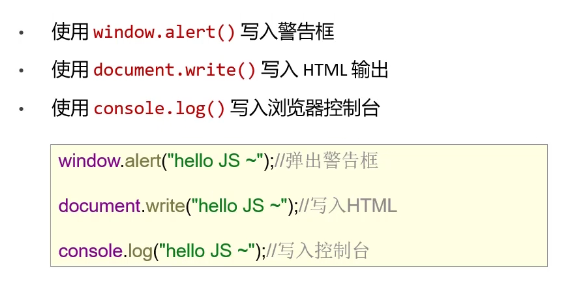 • 使用 window.alert() 写入警告框
• 使用 document.write() 写入 HTML 输出
• 使用 console.log() 写入浏览器控制台
window.alert("hello JS ~");//弹出警告框
document.write("hello JS ~");//写入HTML
console.log("hello JS ~");//写入控制台